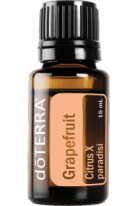 dōTERRA
Grapefruit
Citrus X
paradisi
15 mL